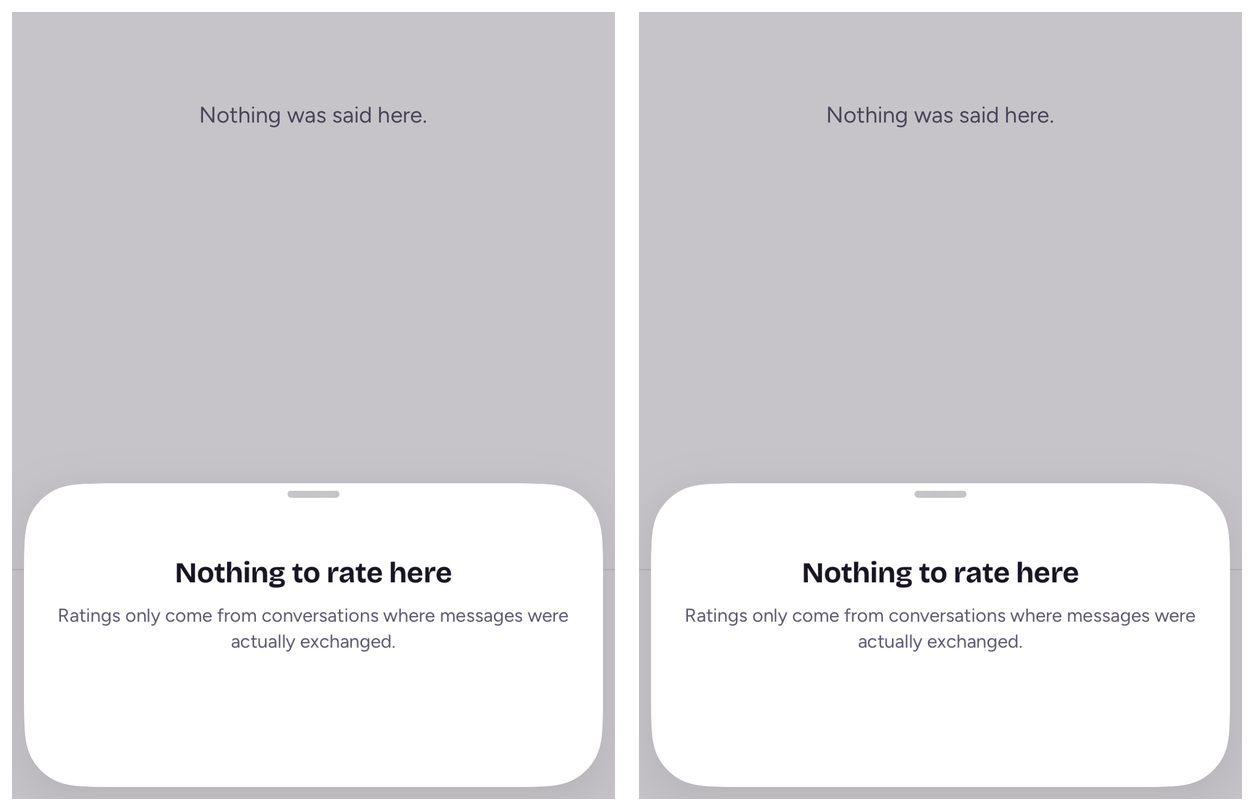 Nothing was said here.
Nothing to rate here
Ratings only come from conversations where messages were
actually exchanged.
Nothing was said here.
Nothing to rate here
Ratings only come from conversations where messages were
actually exchanged.